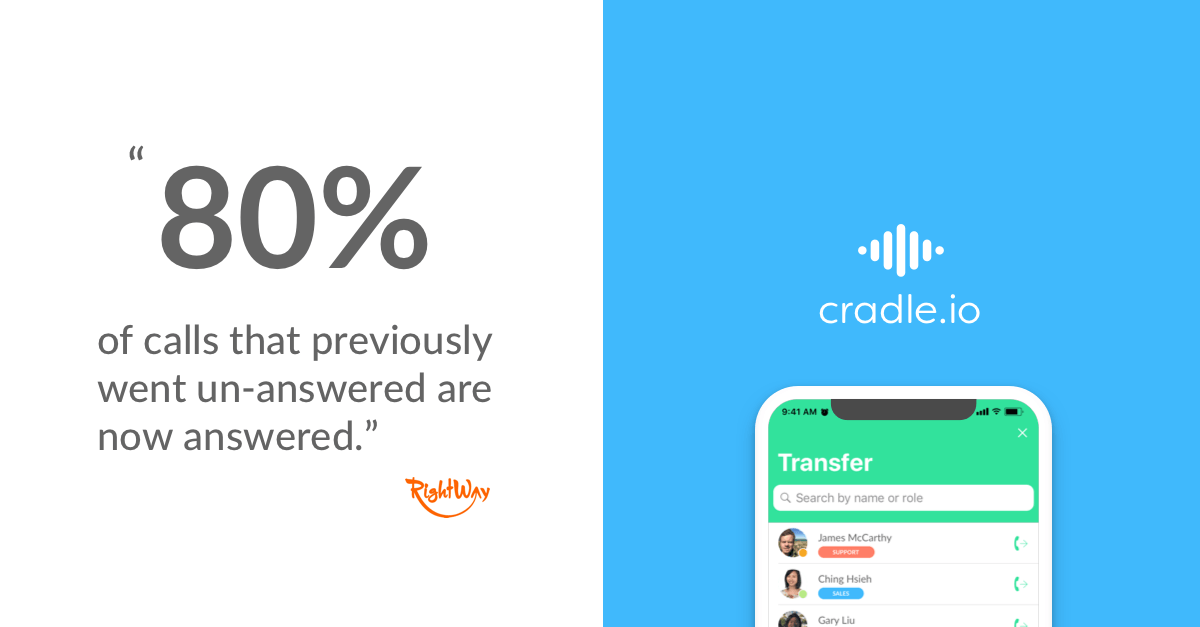 “80%
of calls that previously
went un-answered are
now answered.”
RightWay
cradle.io
9:41 AM
Transfer
Search by name or role
James McCarthy
SUPPORT
Ching Hsieh
SALES
Gary Liu